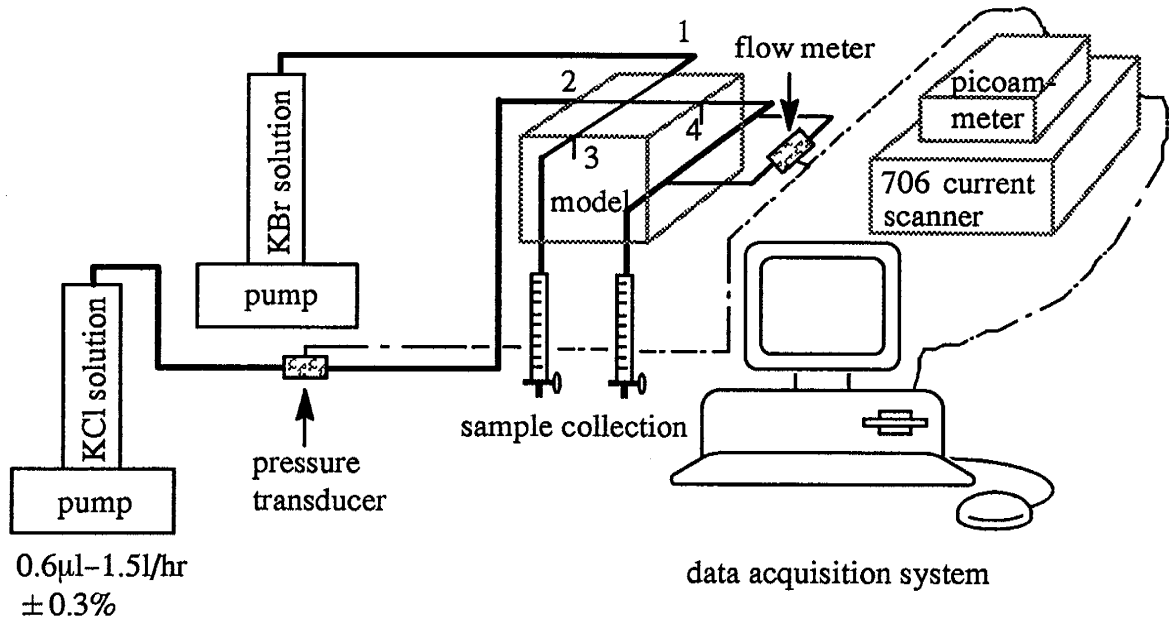 1
flow meter
2
picoam-
meter
4
3
KBr solution
706 current
scanner
model
pump
KCl solution
sample collection
pressure
transducer
pump
0.6µl–1.5l/hr
±0.3%
data acquisition system